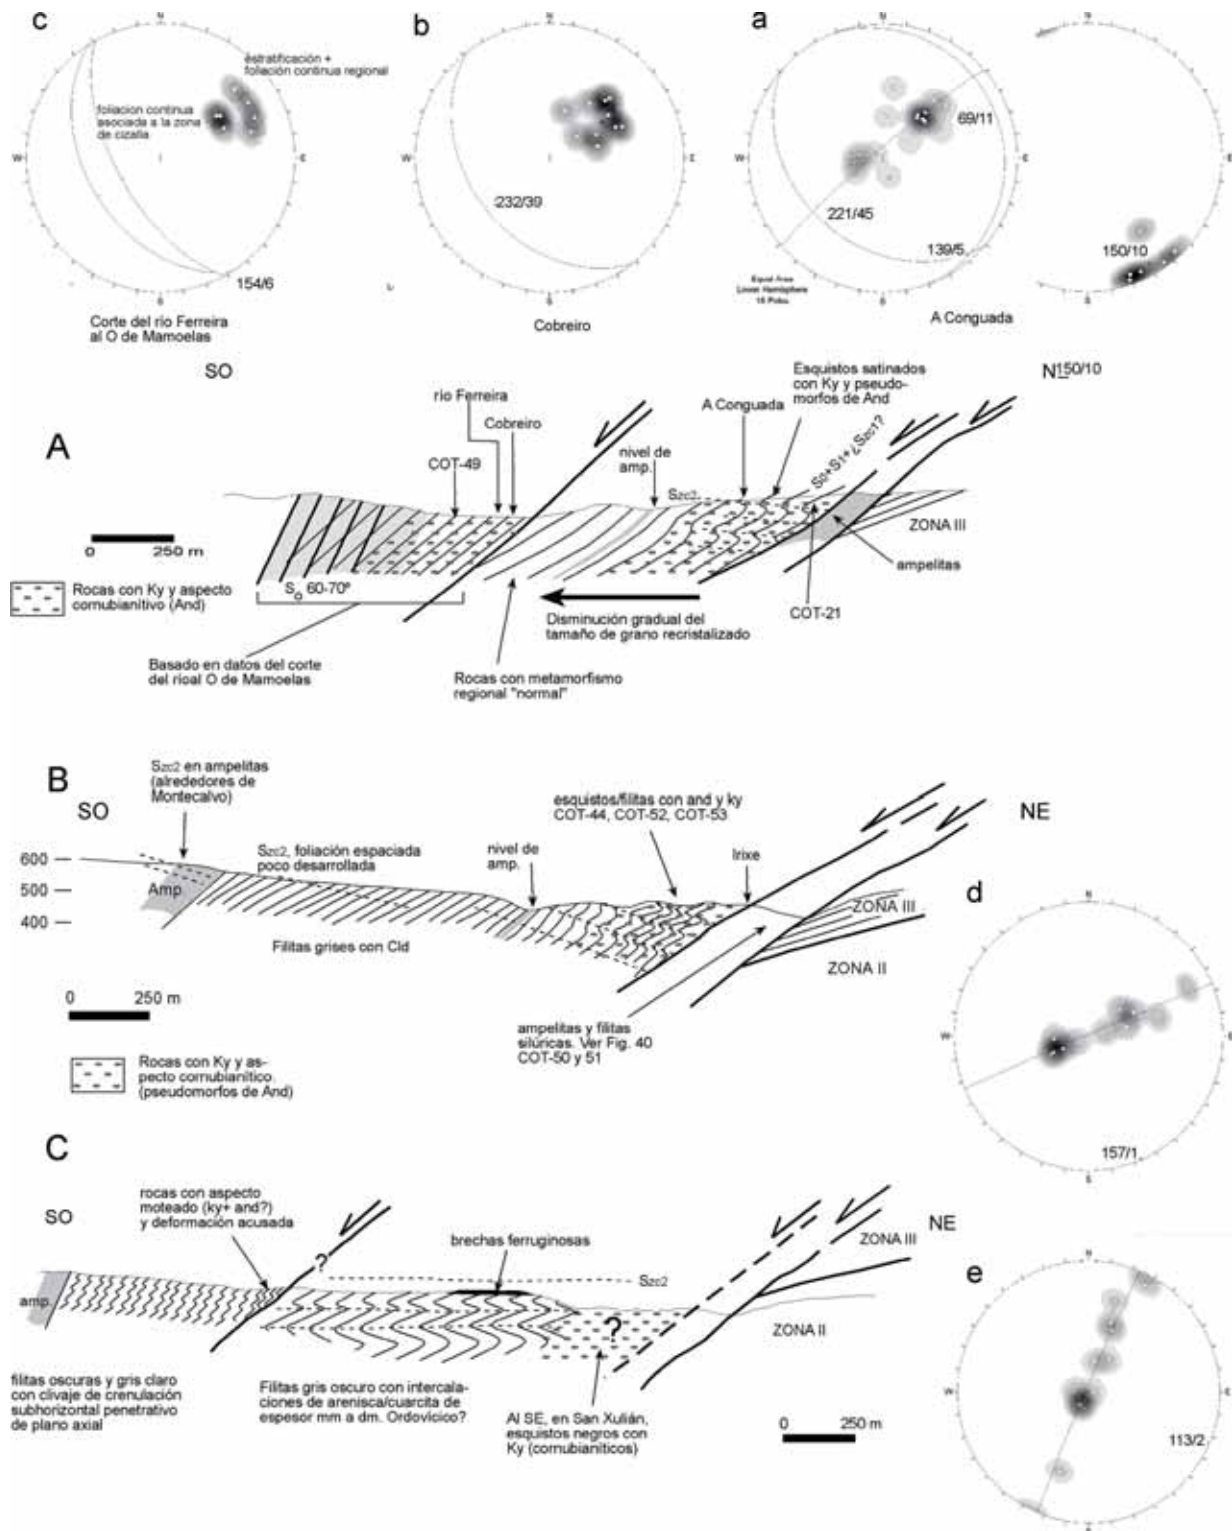 c
N
estratificación +
foliación continua regional
foliacion continua
asociada a la zona
de cizalla
W
E
154/6
S
Corte del río Ferreira
al O de Mamoelas
b
N
W
E
232/39
S
Cobreiro
a
N
W
E
69/11
221/45
139/5
Equal Area
Lower Hemisphere
S
A Conguada
N
E
150/10
S
SO
N 150/10
A
río Ferreira
Cobreiro
COT-49
nivel de
amp.
Szc2
A Conguada
Esquistos satinados
con Ky y pseudo-
morfos de And
S0+S1+¿Szc1?
ZONA III
ampelitas
COT-21
0 250 m
Rocas con Ky y aspecto
cornubianítivo (And)
So 60-70º
Disminución gradual del
tamaño de grano recristalizado
Basado en datos del corte
del rioal O de Mamoelas
Rocas con metamorfismo
regional "normal"
B
SO
NE
Szc2 en ampelitas
(alrededores de
Montecalvo)
600
500
400
Amp
Szc2, foliación espaciada
poco desarrollada
nivel de
amp.
esquistos/filitas con and y ky
COT-44, COT-52, COT-53
Irixe
ZONA III
ZONA II
Filitas grises con Cld
0 250 m
ampelitas y filitas
silúricas. Ver Fig. 40
COT-50 y 51
Rocas con Ky y as-
pecto cornubianítico.
(pseudomorfos de And)
d
N
W
E
157/1
S
C
SO
NE
rocas con aspecto
moteado (ky+ and?)
y deformación acusada
?
brechas ferruginosas
Szc2
ZONA III
ZONA II
amp.
?
filitas oscuras y gris claro
con clivaje de crenulación
subhorizontal penetrativo
de plano axial
Filitas gris oscuro con intercala-
ciones de arenisca/cuarcita de
espesor mm a dm. Ordovícico?
Al SE, en San Xulián,
esquistos negros con
Ky (cornubianíticos)
0 250 m
e
N
W
E
113/2
S